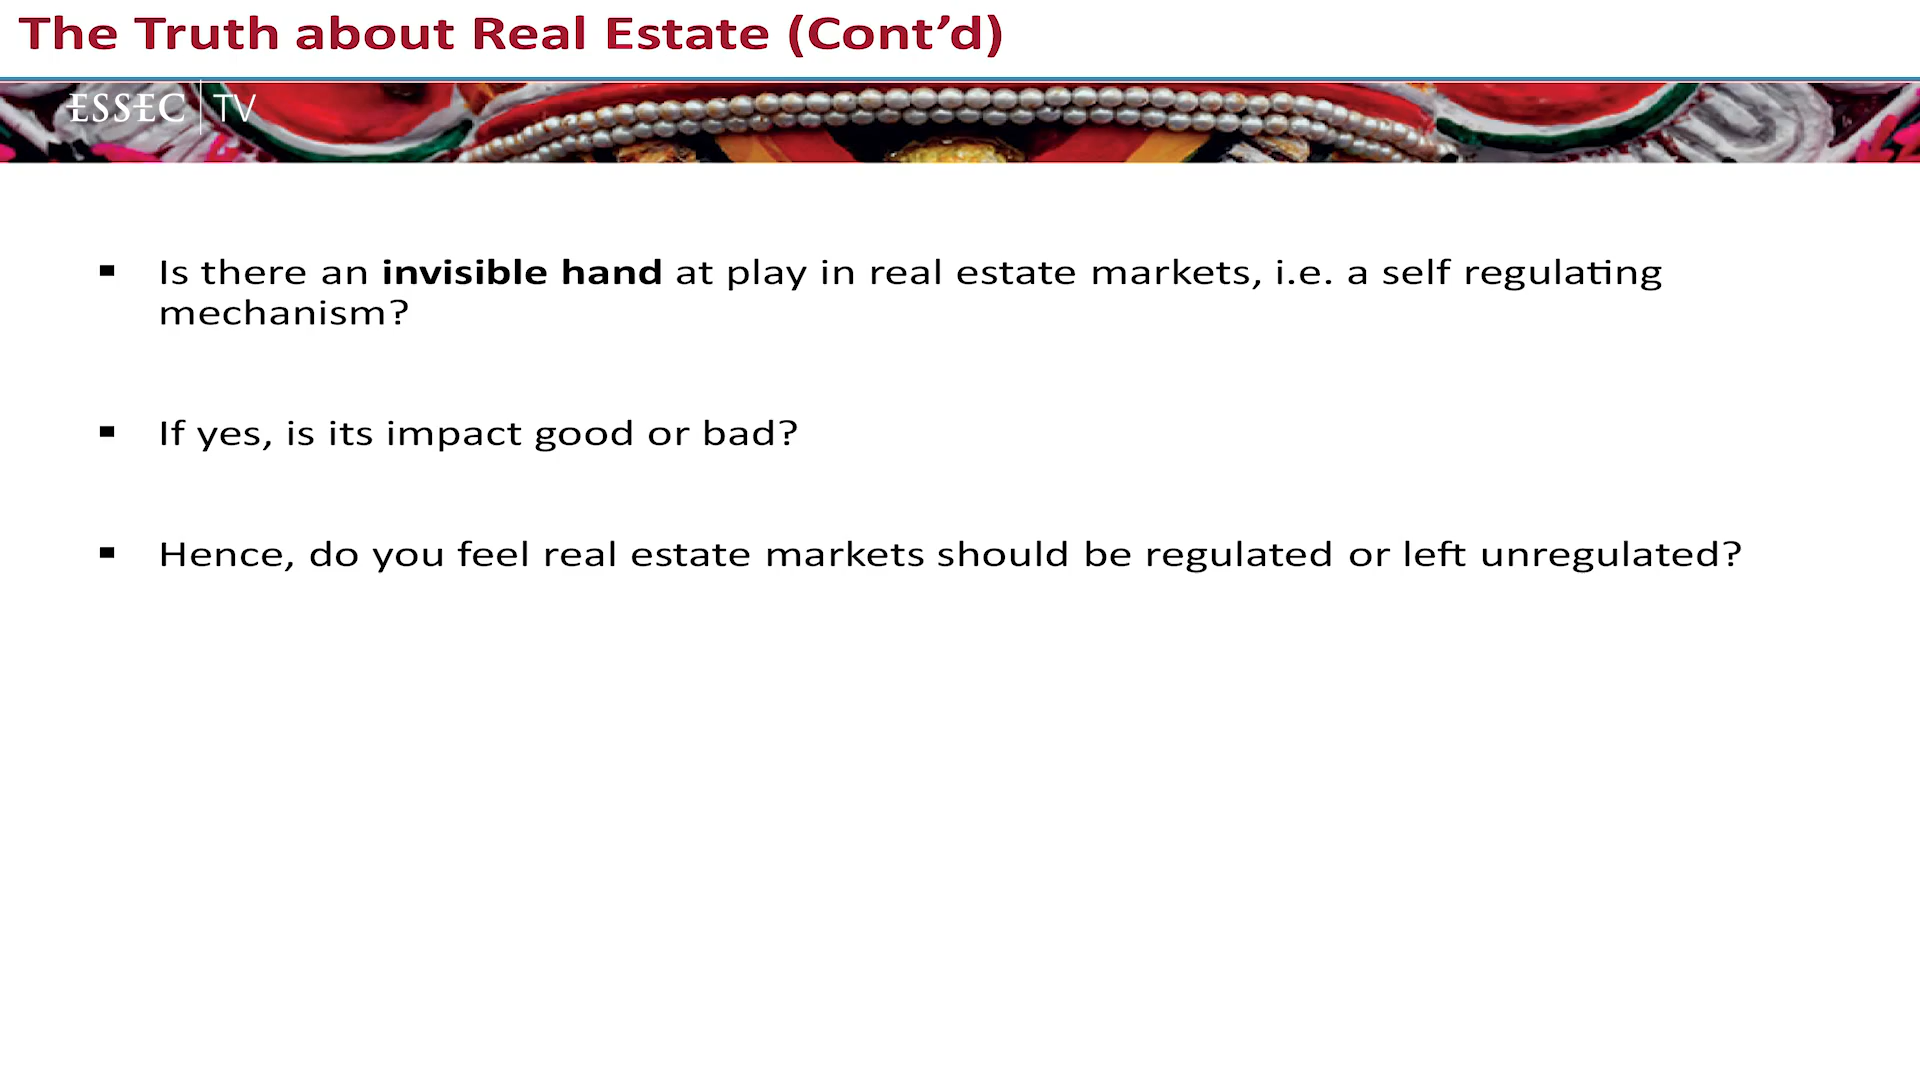 The Truth about Real Estate (Cont’d)
ESSEC | TV
▪ Is there an invisible hand at play in real estate markets, i.e. a self regulating
mechanism?
▪ If yes, is its impact good or bad?
▪ Hence, do you feel real estate markets should be regulated or left unregulated?